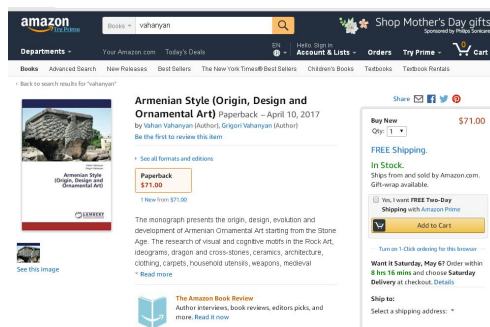 amazon
Try Prime
Books
vahanyan
Shop Mother's Day gifts
Sponsored by Philips Sonicare
Departments
Your Amazon.com
Today's Deals
EN
Hello. Sign in
Account & Lists
Orders
Try Prime
0
Cart
Books
Advanced Search
New Releases
Best Sellers
The New York Times® Best Sellers
Children's Books
Textbooks
Textbook Rentals
‹ Back to search results for "vahanyan"
Armenian Style (Origin, Design and
Ornamental Art) Paperback – April 10, 2017
by Vahan Vahanyan (Author), Grigori Vahanyan (Author)
Be the first to review this item
See all formats and editions
Paperback
$71.00
1 New from $71.00
The monograph presents the origin, design, evolution and
development of Armenian Ornamental Art starting from the Stone
Age. The research of visual and cognitive motifs in the Rock Art,
ideograms, dragon and cross-stones, ceramics, architecture,
clothing, carpets, household utensils, weapons, medieval
Read more
The Amazon Book Review
Author interviews, book reviews, editors picks, and
more. Read it now
Armenian Style
(Origin, Design and
Ornamental Art)
LAMBERT
See this image
Share
Buy New
$71.00
Qty: 1
FREE Shipping.
In Stock.
Ships from and sold by Amazon.com.
Gift-wrap available.
Yes, I want FREE Two-Day
Shipping with Amazon Prime
Add to Cart
Turn on 1-Click ordering for this browser
Want it Saturday, May 6? Order within
8 hrs 16 mins and choose Saturday
Delivery at checkout. Details
Ship to:
Select a shipping address: